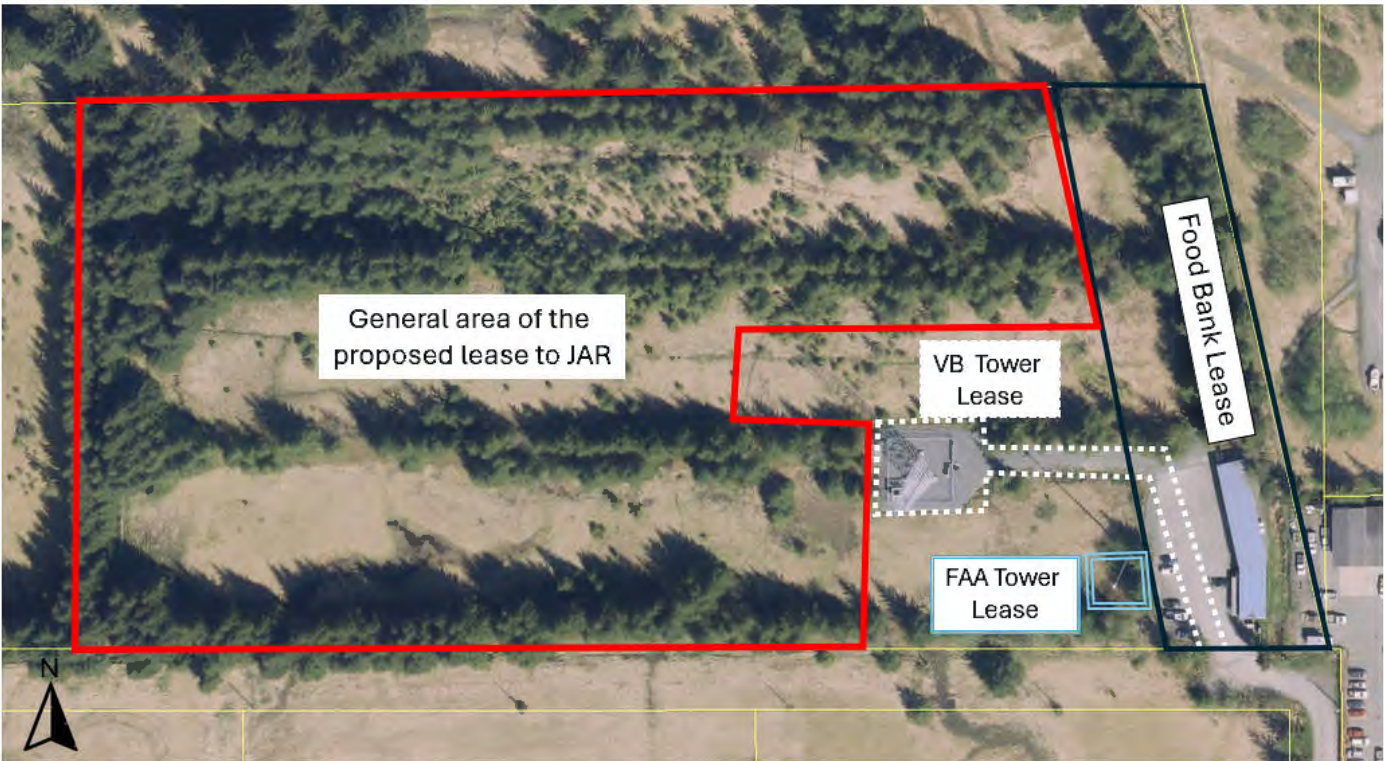 General area of the
proposed lease to JAR
VB Tower
Lease
Food Bank Lease
FAA Tower
Lease
N